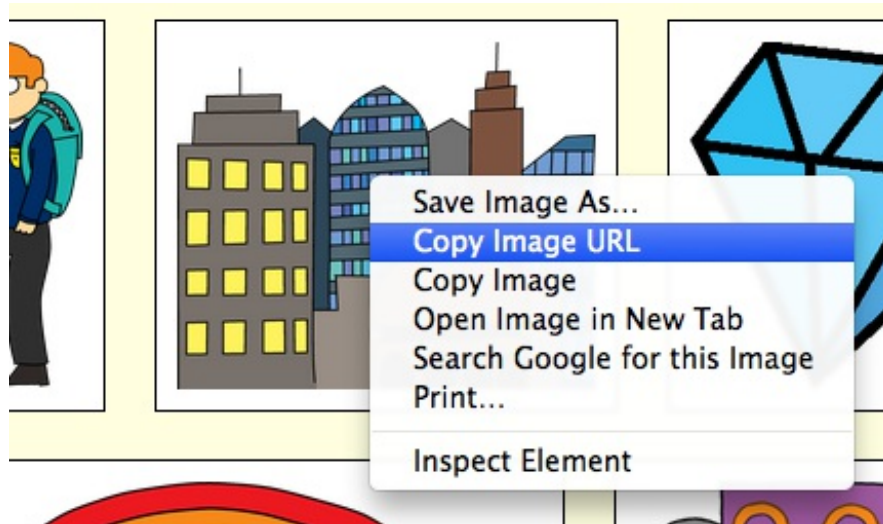 Save Image As...
Copy Image URL
Copy Image
Open Image in New Tab
Search Google for this Image
Print...
Inspect Element